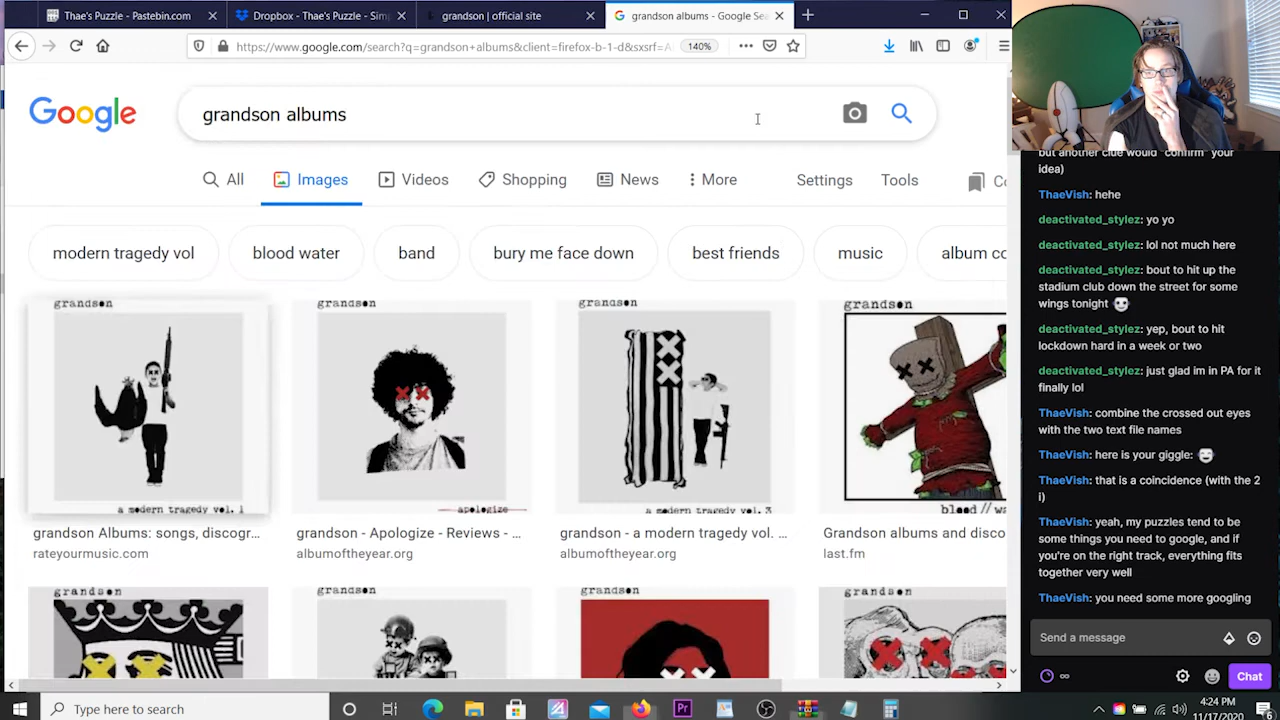 Thae's Puzzle - Pastebin.com
Dropbox - Thae's Puzzle - Sim
grandson | official site
grandson albums - Google Sea
https://www.google.com/search?q=grandson+albums&client=firefox-b-1-d&sxsrf=A
140%
Google
grandson albums
All
Images
Videos
Shopping
News
More
Settings
Tools
modern tragedy vol
blood water
band
bury me face down
best friends
music
album co
grandson
grandson
grandson
grandson
a modern tragedy vol. 1
apologize
a modern tragedy vol. 3
blood // wa
grandson Albums: songs, discogr...
rateyourmusic.com
grandson - Apologize - Reviews - ...
albumoftheyear.org
grandson - a modern tragedy vol. ...
albumoftheyear.org
Grandson albums and disco
last.fm
grandson
grandson
grandson
grandson
but another clue would "confirm" your
idea)
ThaeVish: hehe
deactivated_stylez: yo yo
deactivated_stylez: lol not much here
deactivated_stylez: bout to hit up the
stadium club down the street for some
wings tonight
deactivated_stylez: yep, bout to hit
lockdown hard in a week or two
deactivated_stylez: just glad im in PA for it
finally lol
ThaeVish: combine the crossed out eyes
with the two text file names
ThaeVish: here is your giggle:
ThaeVish: that is a coincidence (with the 2
i)
ThaeVish: yeah, my puzzles tend to be
some things you need to google, and if
you're on the right track, everything fits
together very well
ThaeVish: you need some more googling
Send a message
Chat
Type here to search
4:24 PM
11/17/2020